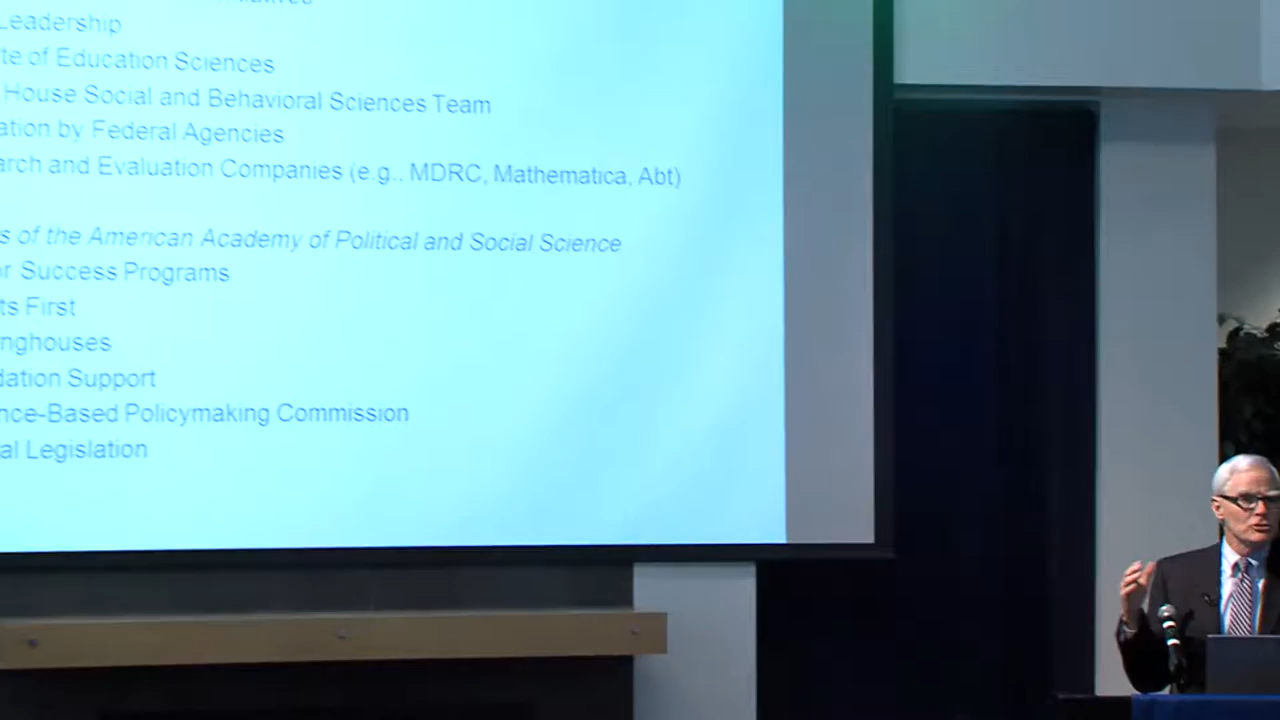 Leadership
te of Education Sciences
House Social and Behavioral Sciences Team
ation by Federal Agencies
arch and Evaluation Companies (e.g., MDRC, Mathematica, Abt)
s of the American Academy of Political and Social Science
or Success Programs
ts First
nghouses
dation Support
nce-Based Policymaking Commission
al Legislation